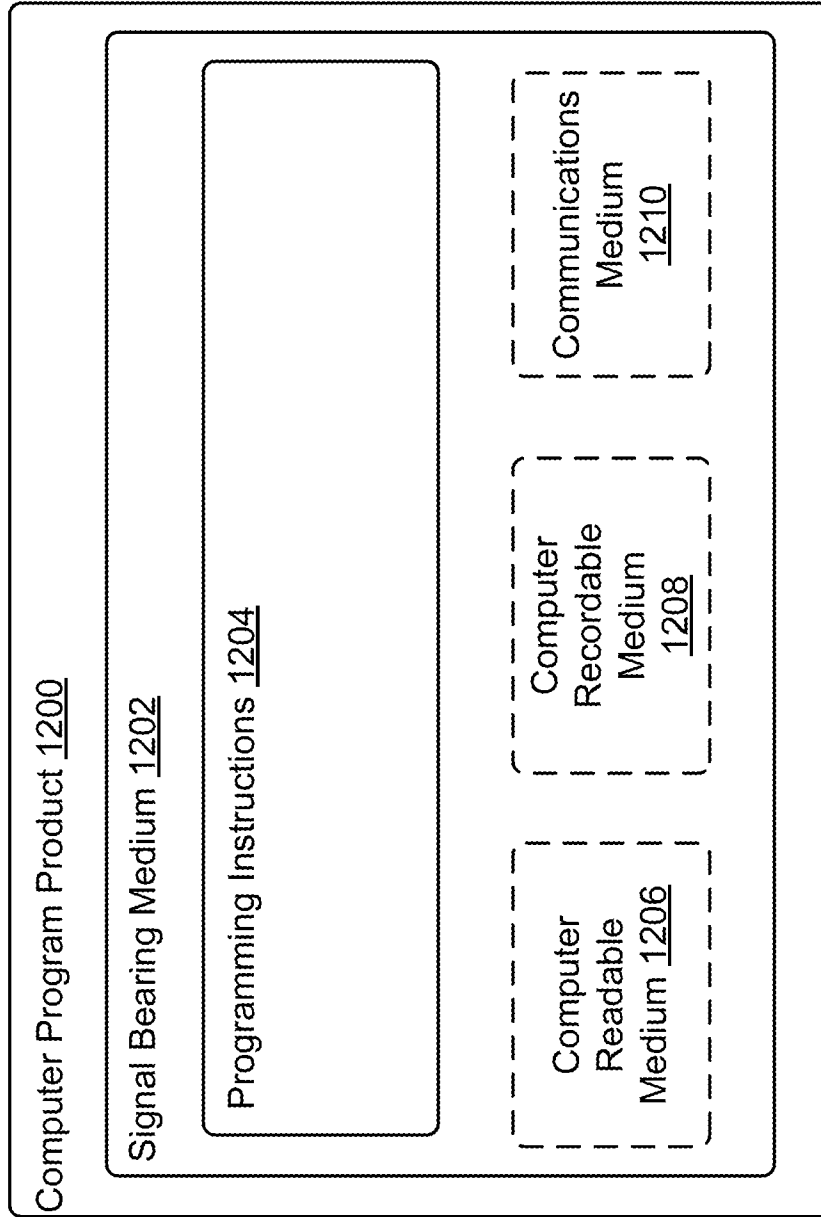 Computer Program Product 1200
Signal Bearing Medium 1202
Programming Instructions 1204
Computer
Readable
Medium 1206
Computer
Recordable
Medium
1208
Communications
Medium
1210